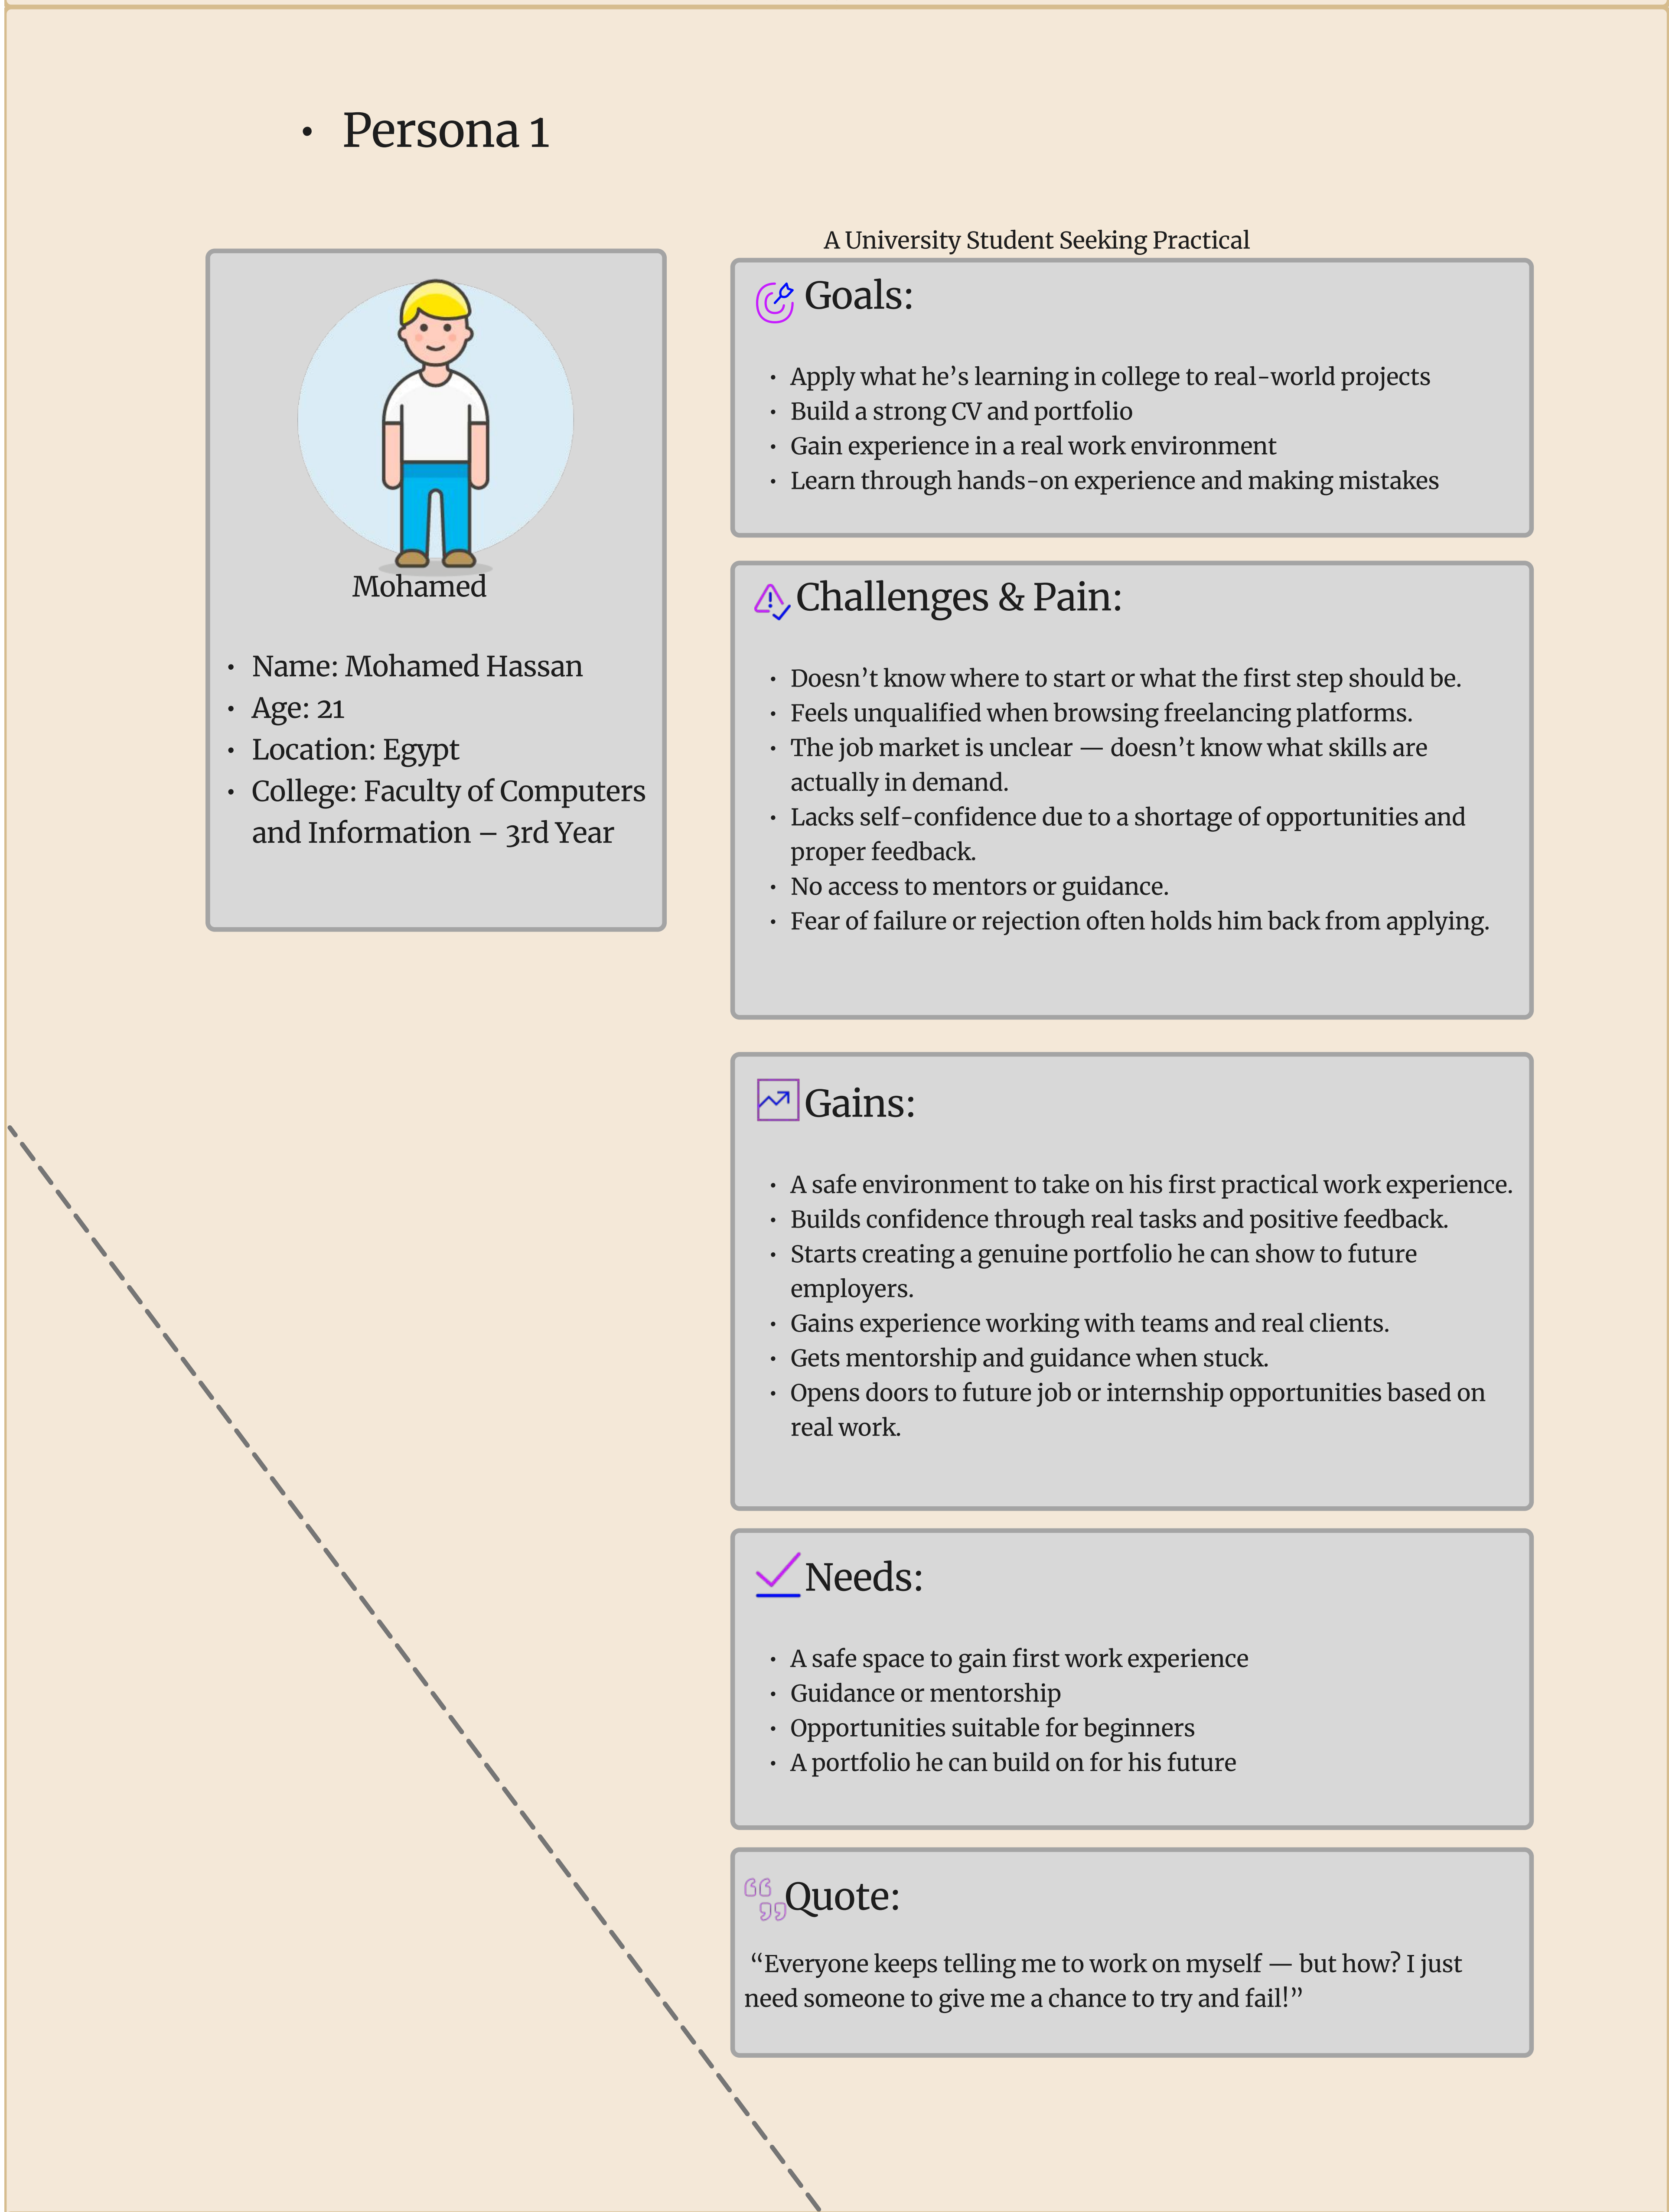 • Persona 1
A University Student Seeking Practical
Mohamed
• Name: Mohamed Hassan
• Age: 21
• Location: Egypt
• College: Faculty of Computers
and Information – 3rd Year
Goals:
• Apply what he’s learning in college to real-world projects
• Build a strong CV and portfolio
• Gain experience in a real work environment
• Learn through hands-on experience and making mistakes
Challenges & Pain:
• Doesn’t know where to start or what the first step should be.
• Feels unqualified when browsing freelancing platforms.
• The job market is unclear — doesn’t know what skills are
actually in demand.
• Lacks self-confidence due to a shortage of opportunities and
proper feedback.
• No access to mentors or guidance.
• Fear of failure or rejection often holds him back from applying.
Gains:
• A safe environment to take on his first practical work experience.
• Builds confidence through real tasks and positive feedback.
• Starts creating a genuine portfolio he can show to future
employers.
• Gains experience working with teams and real clients.
• Gets mentorship and guidance when stuck.
• Opens doors to future job or internship opportunities based on
real work.
Needs:
• A safe space to gain first work experience
• Guidance or mentorship
• Opportunities suitable for beginners
• A portfolio he can build on for his future
Quote:
“Everyone keeps telling me to work on myself — but how? I just
need someone to give me a chance to try and fail!”